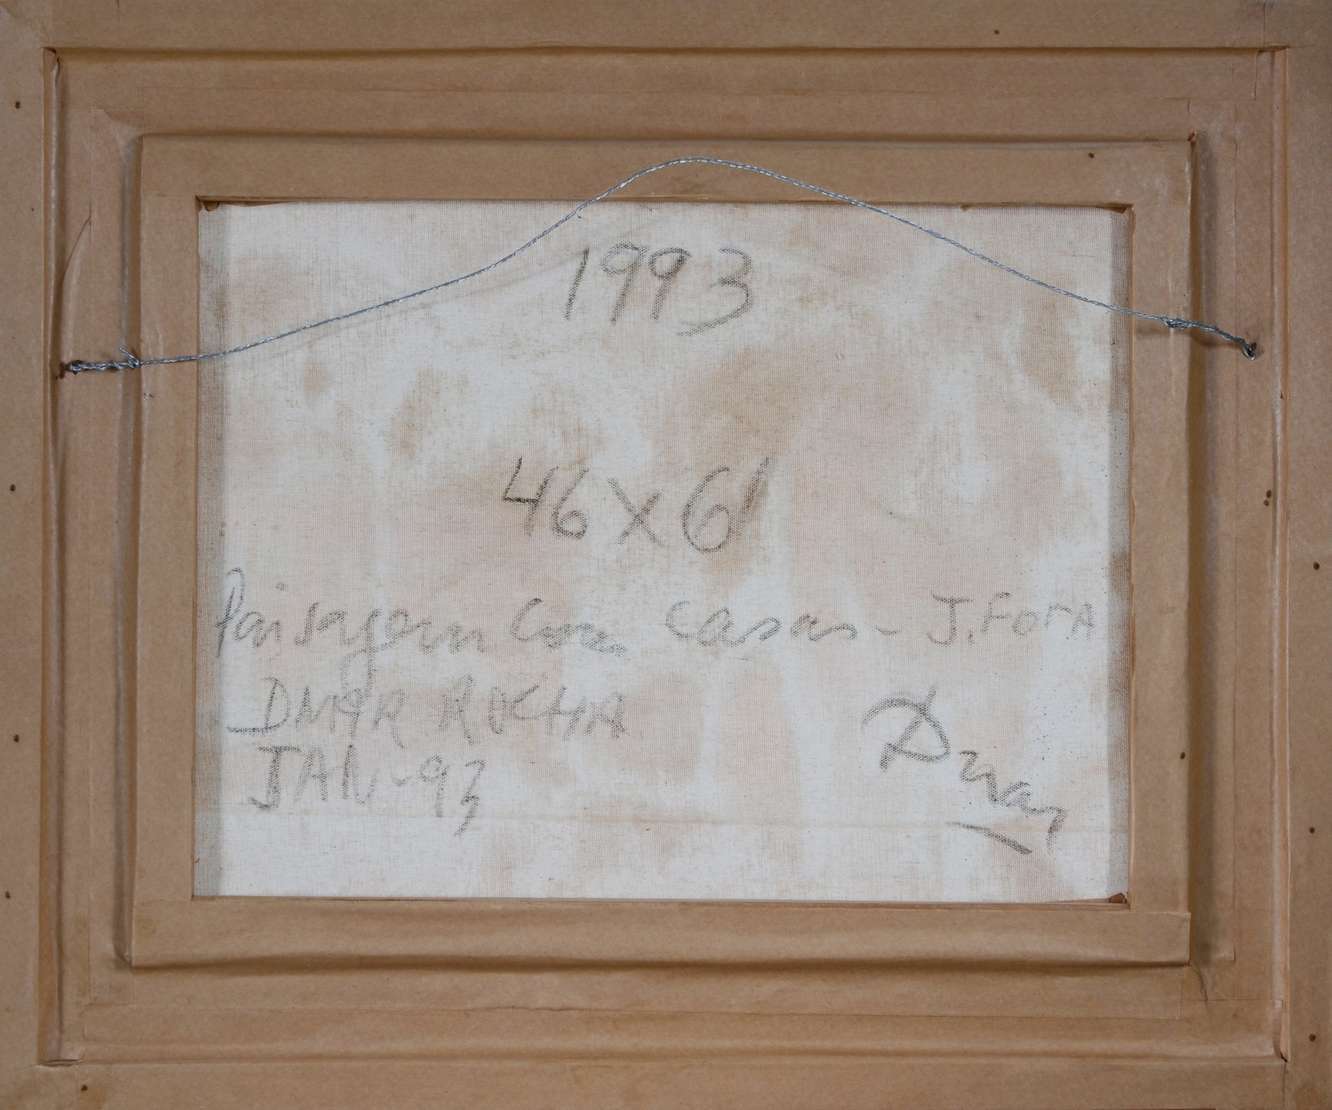 1993
46 x 61
Paisagem Com Casas - J. FORA
DNAR ROCHA
JAN-93
Dnar